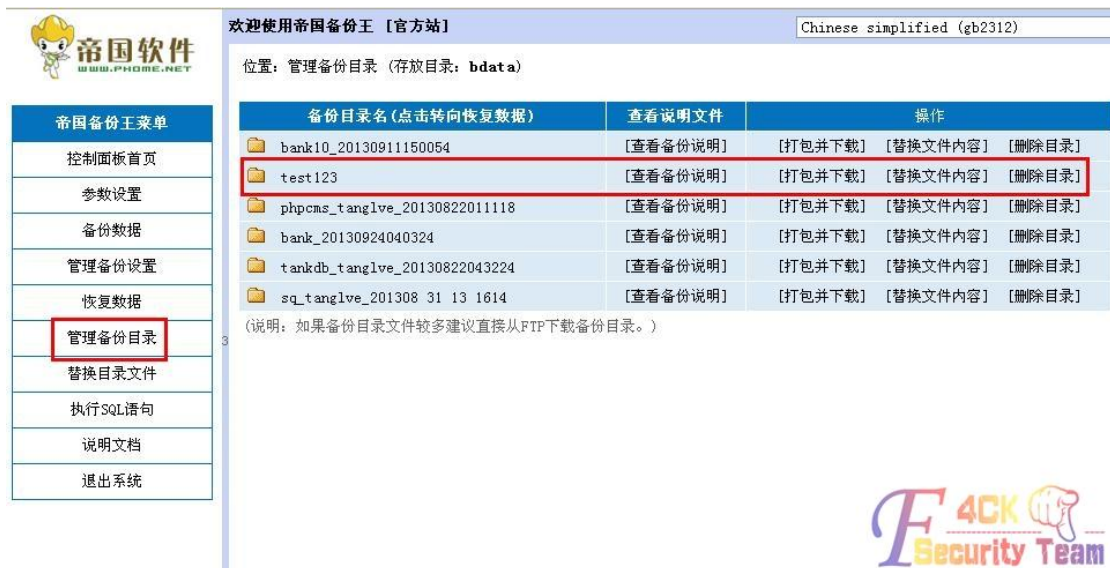 帝国软件
WWW.PHOME.NET
欢迎使用帝国备份王 [官方站]
Chinese simplified (gb2312)
位置: 管理备份目录 (存放目录: bdata)
帝国备份王菜单
控制面板首页
参数设置
备份数据
管理备份设置
恢复数据
管理备份目录
替换目录文件
执行SQL语句
说明文档
退出系统
3
备份目录名(点击转向恢复数据) 查看说明文件 操作
bank10_20130911150054 [查看备份说明] [打包并下载] [替换文件内容] [删除目录]
test123 [查看备份说明] [打包并下载] [替换文件内容] [删除目录]
phpcms_tanglve_20130822011118 [查看备份说明] [打包并下载] [替换文件内容] [删除目录]
bank_20130924040324 [查看备份说明] [打包并下载] [替换文件内容] [删除目录]
tankdb_tanglve_20130822043224 [查看备份说明] [打包并下载] [替换文件内容] [删除目录]
sq_tanglve_201308 31 13 1614 [查看备份说明] [打包并下载] [替换文件内容] [删除目录]
(说明: 如果备份目录文件较多建议直接从FTP下载备份目录。)
F4CK
Security Team